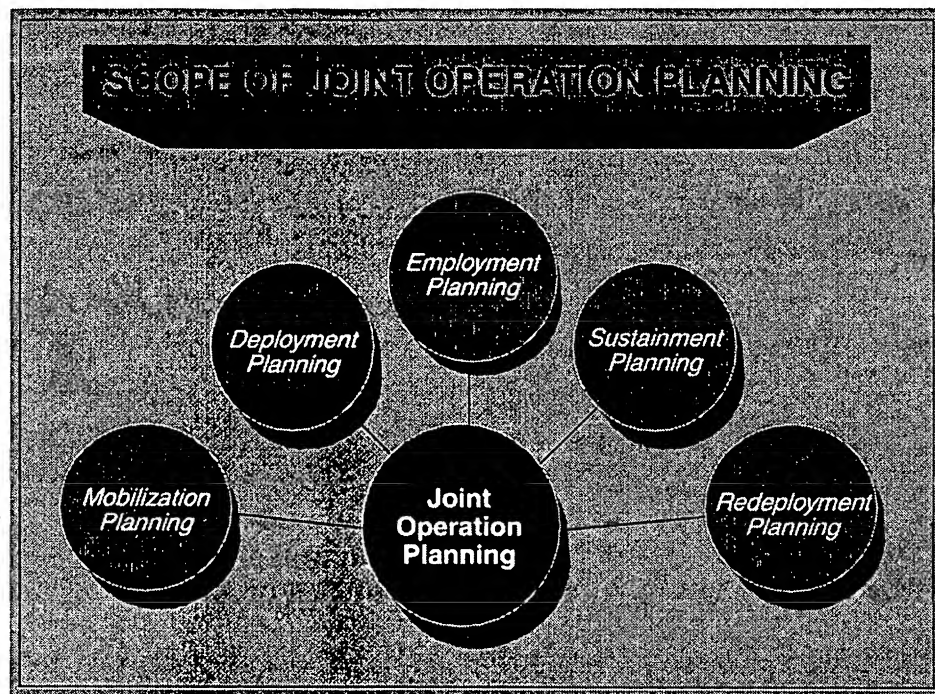 SCOPE OF JOINT OPERATION PLANNING
Employment
Planning
Deployment
Planning
Sustainment
Planning
Mobilization
Planning
Joint
Operation
Planning
Redeployment
Planning